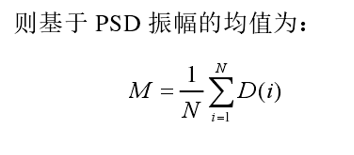 则基于 PSD 振幅的均值为：
M = \frac{1}{N} \sum_{i=1}^{N} D(i)